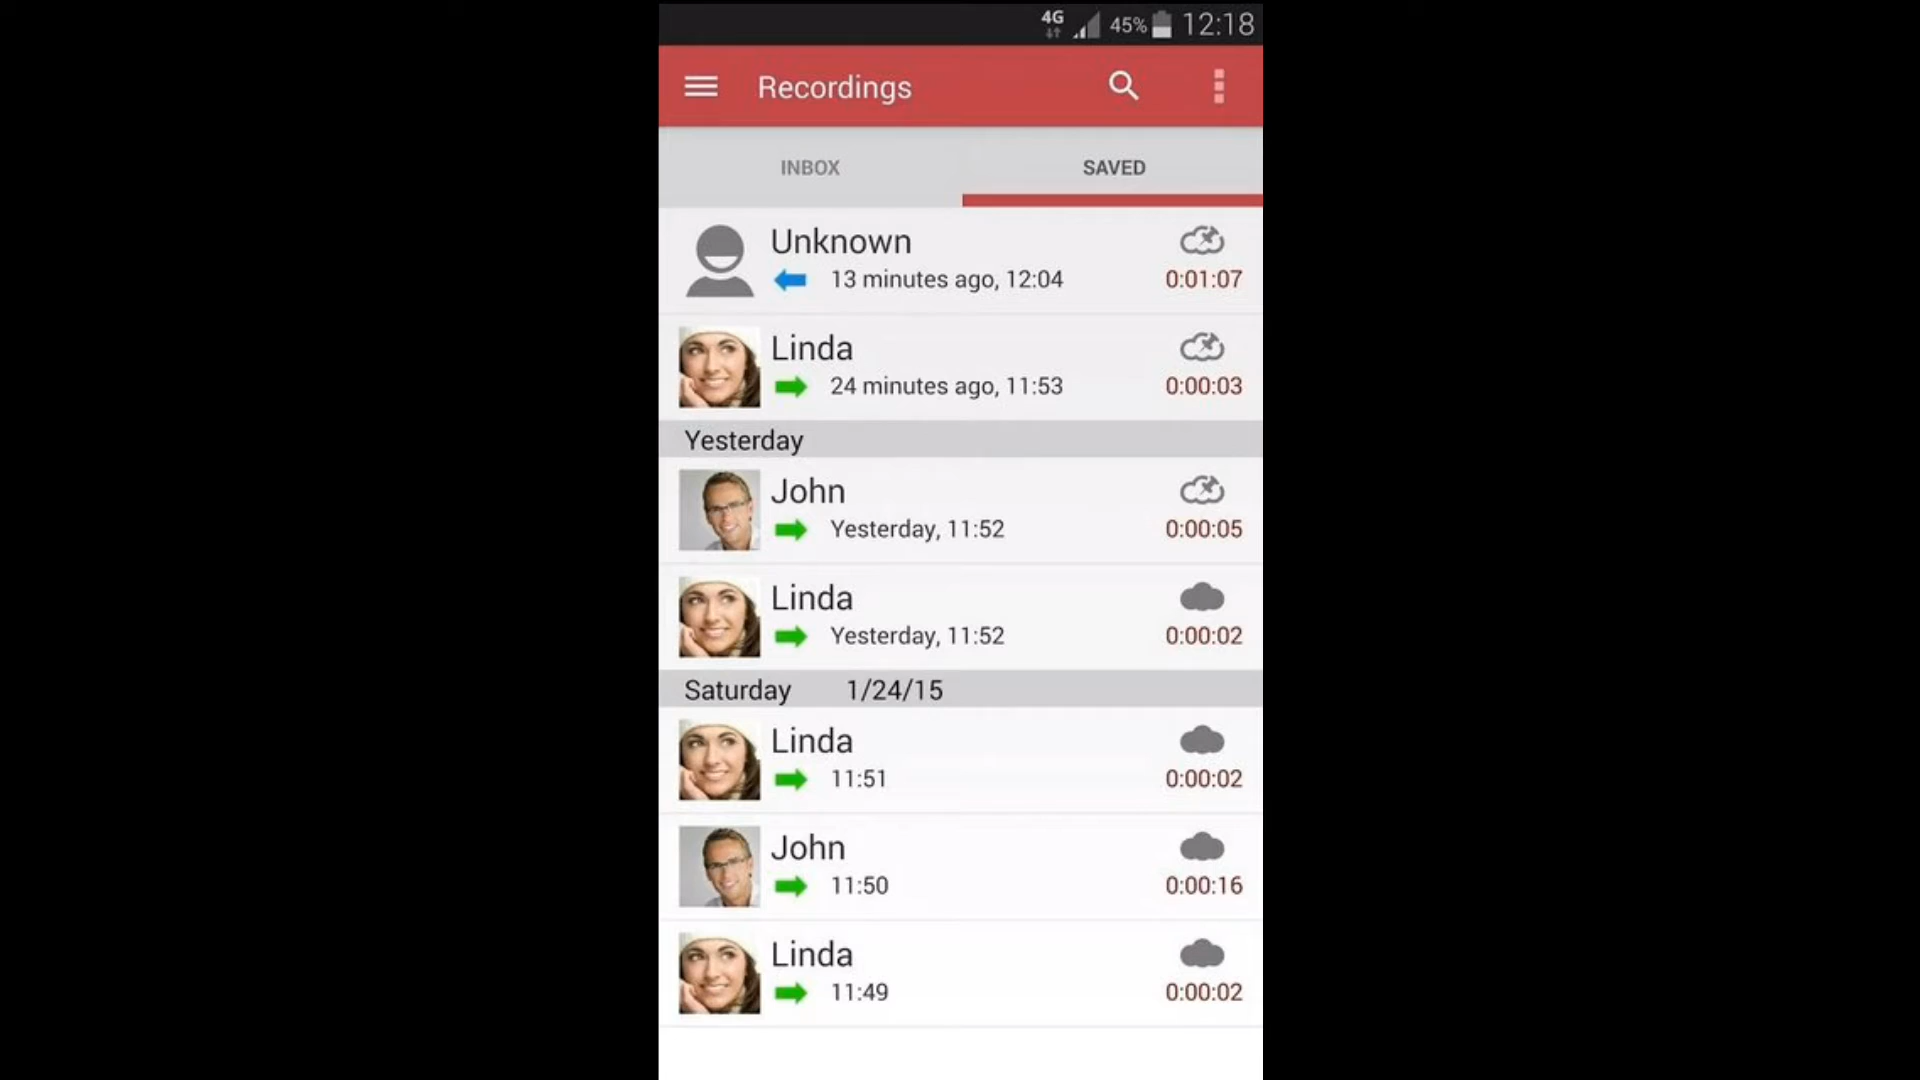 4G 45% 12:18
Recordings
INBOX SAVED
Unknown
13 minutes ago, 12:04 0:01:07
Linda
24 minutes ago, 11:53 0:00:03
Yesterday
John
Yesterday, 11:52 0:00:05
Linda
Yesterday, 11:52 0:00:02
Saturday 1/24/15
Linda
11:51 0:00:02
John
11:50 0:00:16
Linda
11:49 0:00:02